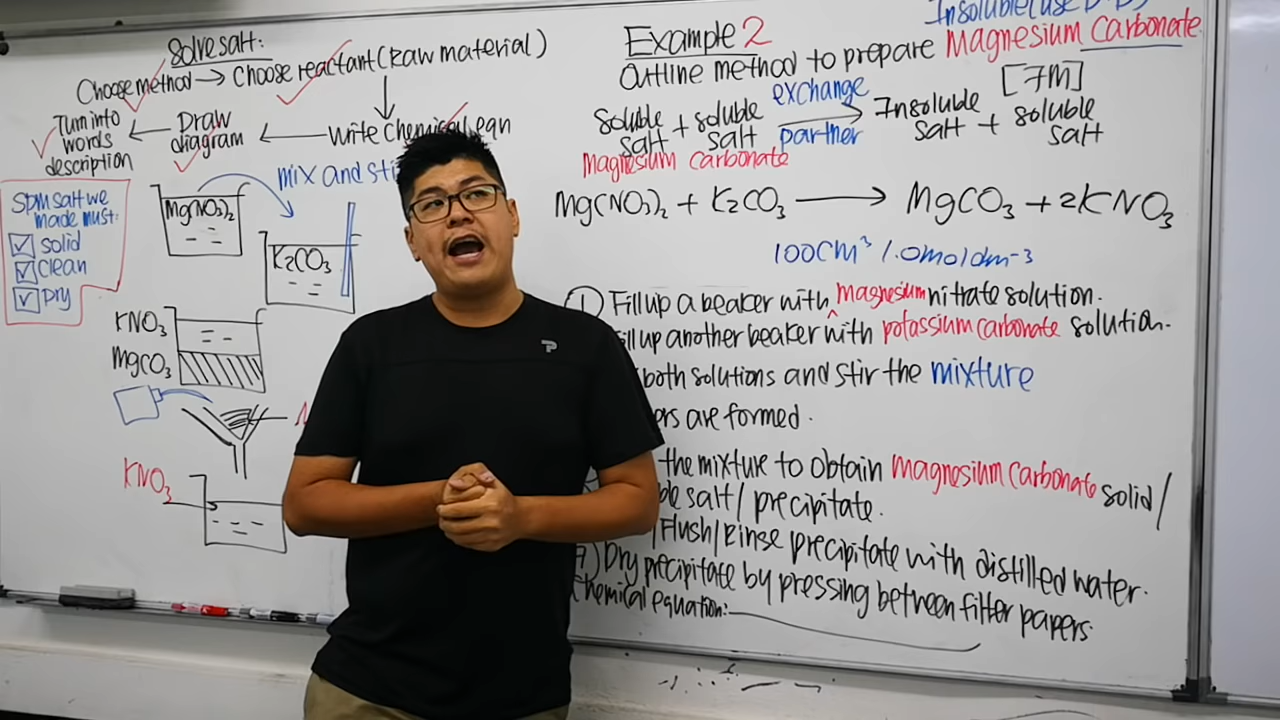 Solve salt:
Choose method → Choose reactant (Raw material)
Write chemical eqn
Draw diagram
Turn into words description
SPM salt we
made must:
☑ solid
☑ clean
☑ Dry
mix and sti
Mg(NO₃)₂
K₂CO₃
KNO₃
MgCO₃
KNO₃
P
Insoluble (use
Example 2
Outline method to prepare Magnesium Carbonate
[7M]
Soluble salt + soluble salt exchange partner → Insoluble salt + soluble salt
Magnesium carbonate
Mg(NO₃)₂ + K₂CO₃ → MgCO₃ + 2KNO₃
100cm³ 1.0moldm-3
① Fill up a beaker with magnesium nitrate solution.
ill up another beaker with potassium carbonate solution.
both solutions and stir the mixture
ers are formed.
the mixture to obtain magnesium carbonate solid/
le salt/precipitate.
/Flush/Rinse precipitate with distilled water.
7) Dry precipitate by pressing between filter papers
Chemical equation: